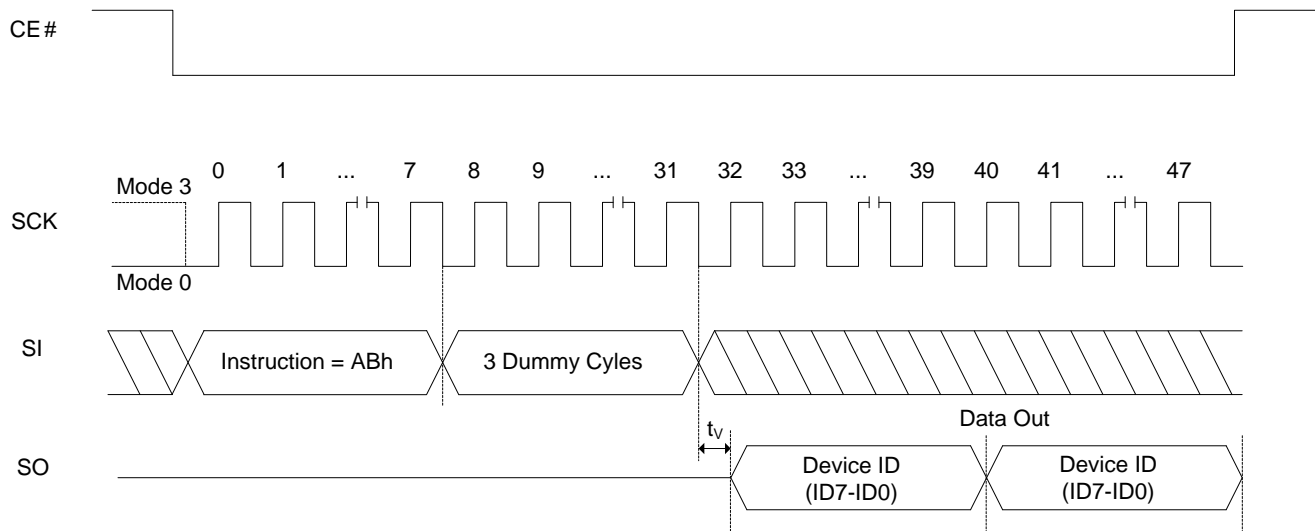 CE#
0 1 ... 7 8 9 ... 31 32 33 ... 39 40 41 ... 47
Mode 3
SCK
Mode 0
SI
Instruction = ABh
3 Dummy Cyles
Data Out
tV
SO
Device ID
(ID7-ID0)
Device ID
(ID7-ID0)